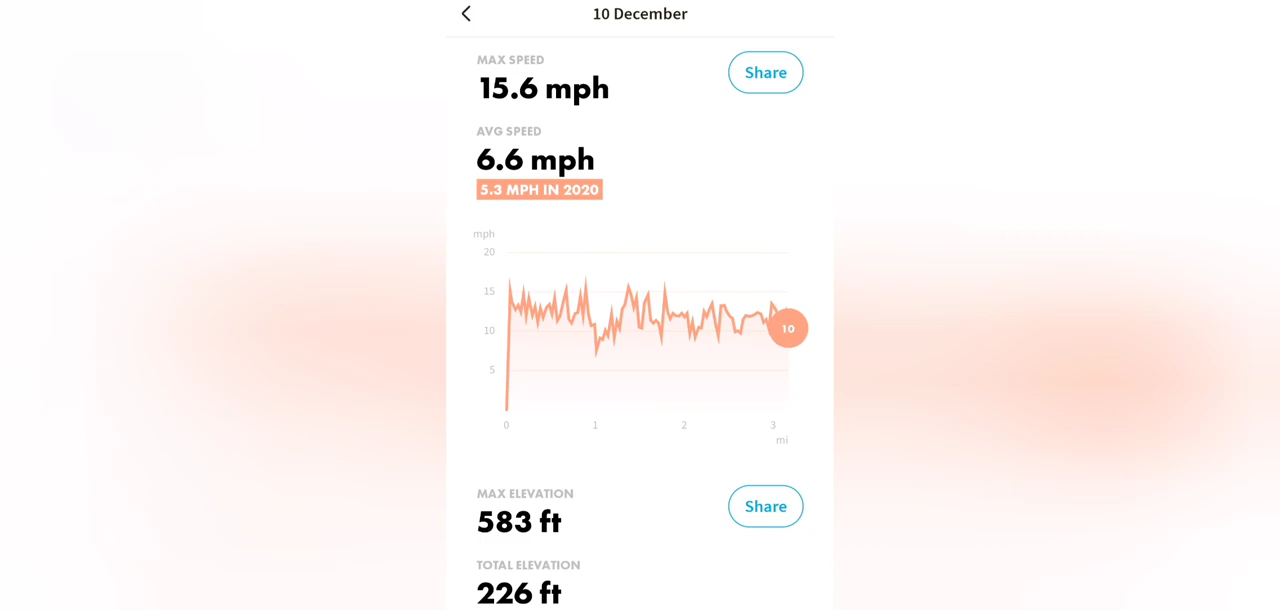 10 December
MAX SPEED
15.6 mph
Share
AVG SPEED
6.6 mph
5.3 MPH IN 2020
mph
20
15
10
5
10
0 1 2 3
mi
MAX ELEVATION
583 ft
Share
TOTAL ELEVATION
226 ft